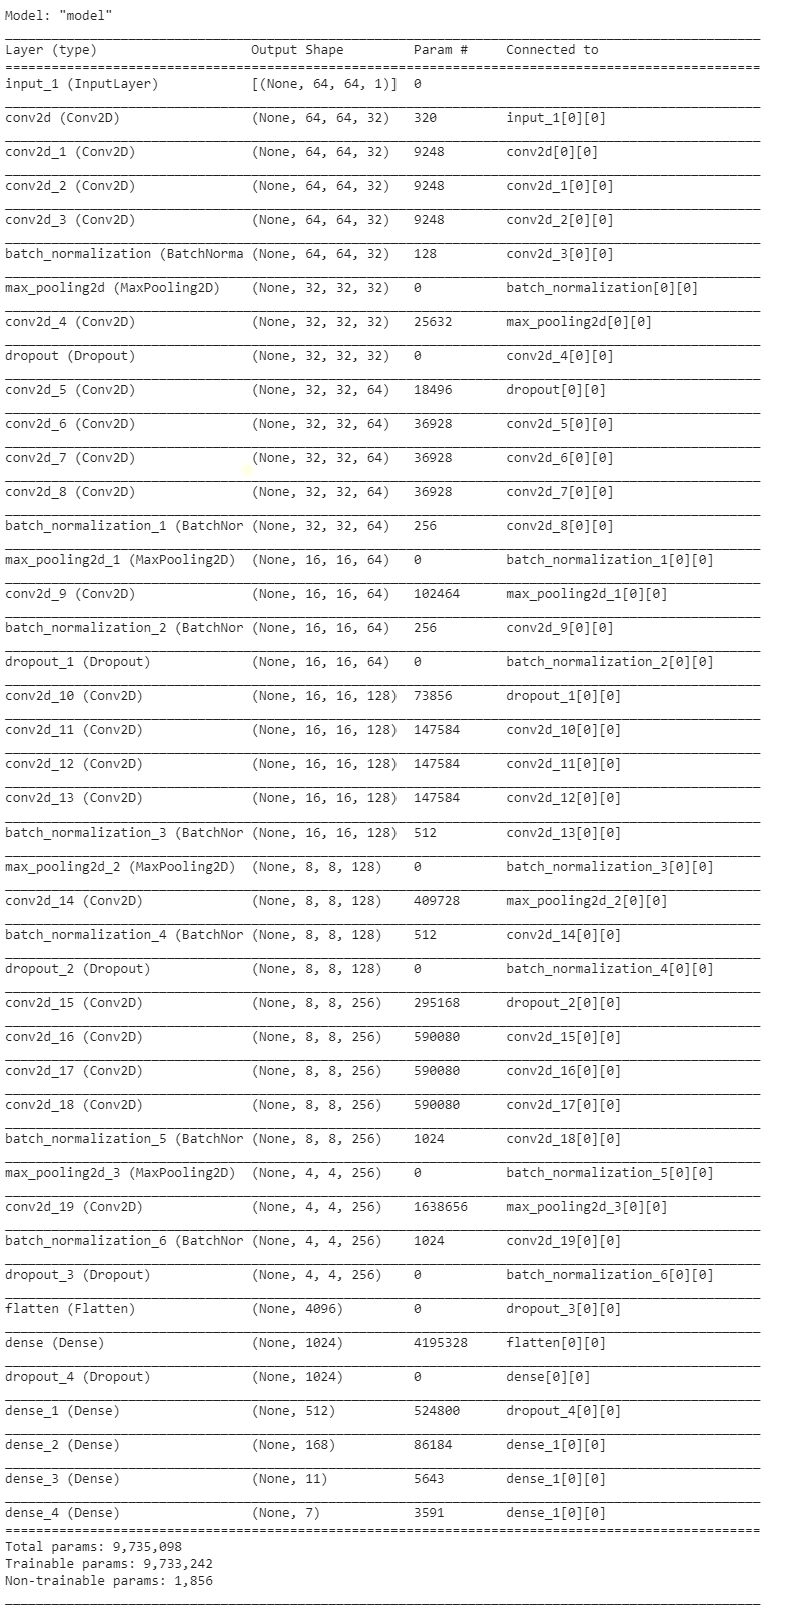 Model: "model"
Layer (type) Output Shape Param # Connected to
input_1 (InputLayer) [(None, 64, 64, 1)] 0
conv2d (Conv2D) (None, 64, 64, 32) 320 input_1[0][0]
conv2d_1 (Conv2D) (None, 64, 64, 32) 9248 conv2d[0][0]
conv2d_2 (Conv2D) (None, 64, 64, 32) 9248 conv2d_1[0][0]
conv2d_3 (Conv2D) (None, 64, 64, 32) 9248 conv2d_2[0][0]
batch_normalization (BatchNorma (None, 64, 64, 32) 128 conv2d_3[0][0]
max_pooling2d (MaxPooling2D) (None, 32, 32, 32) 0 batch_normalization[0][0]
conv2d_4 (Conv2D) (None, 32, 32, 32) 25632 max_pooling2d[0][0]
dropout (Dropout) (None, 32, 32, 32) 0 conv2d_4[0][0]
conv2d_5 (Conv2D) (None, 32, 32, 64) 18496 dropout[0][0]
conv2d_6 (Conv2D) (None, 32, 32, 64) 36928 conv2d_5[0][0]
conv2d_7 (Conv2D) (None, 32, 32, 64) 36928 conv2d_6[0][0]
conv2d_8 (Conv2D) (None, 32, 32, 64) 36928 conv2d_7[0][0]
batch_normalization_1 (BatchNor (None, 32, 32, 64) 256 conv2d_8[0][0]
max_pooling2d_1 (MaxPooling2D) (None, 16, 16, 64) 0 batch_normalization_1[0][0]
conv2d_9 (Conv2D) (None, 16, 16, 64) 102464 max_pooling2d_1[0][0]
batch_normalization_2 (BatchNor (None, 16, 16, 64) 256 conv2d_9[0][0]
dropout_1 (Dropout) (None, 16, 16, 64) 0 batch_normalization_2[0][0]
conv2d_10 (Conv2D) (None, 16, 16, 128) 73856 dropout_1[0][0]
conv2d_11 (Conv2D) (None, 16, 16, 128) 147584 conv2d_10[0][0]
conv2d_12 (Conv2D) (None, 16, 16, 128) 147584 conv2d_11[0][0]
conv2d_13 (Conv2D) (None, 16, 16, 128) 147584 conv2d_12[0][0]
batch_normalization_3 (BatchNor (None, 16, 16, 128) 512 conv2d_13[0][0]
max_pooling2d_2 (MaxPooling2D) (None, 8, 8, 128) 0 batch_normalization_3[0][0]
conv2d_14 (Conv2D) (None, 8, 8, 128) 409728 max_pooling2d_2[0][0]
batch_normalization_4 (BatchNor (None, 8, 8, 128) 512 conv2d_14[0][0]
dropout_2 (Dropout) (None, 8, 8, 128) 0 batch_normalization_4[0][0]
conv2d_15 (Conv2D) (None, 8, 8, 256) 295168 dropout_2[0][0]
conv2d_16 (Conv2D) (None, 8, 8, 256) 590080 conv2d_15[0][0]
conv2d_17 (Conv2D) (None, 8, 8, 256) 590080 conv2d_16[0][0]
conv2d_18 (Conv2D) (None, 8, 8, 256) 590080 conv2d_17[0][0]
batch_normalization_5 (BatchNor (None, 8, 8, 256) 1024 conv2d_18[0][0]
max_pooling2d_3 (MaxPooling2D) (None, 4, 4, 256) 0 batch_normalization_5[0][0]
conv2d_19 (Conv2D) (None, 4, 4, 256) 1638656 max_pooling2d_3[0][0]
batch_normalization_6 (BatchNor (None, 4, 4, 256) 1024 conv2d_19[0][0]
dropout_3 (Dropout) (None, 4, 4, 256) 0 batch_normalization_6[0][0]
flatten (Flatten) (None, 4096) 0 dropout_3[0][0]
dense (Dense) (None, 1024) 4195328 flatten[0][0]
dropout_4 (Dropout) (None, 1024) 0 dense[0][0]
dense_1 (Dense) (None, 512) 524800 dropout_4[0][0]
dense_2 (Dense) (None, 168) 86184 dense_1[0][0]
dense_3 (Dense) (None, 11) 5643 dense_1[0][0]
dense_4 (Dense) (None, 7) 3591 dense_1[0][0]
Total params: 9,735,098
Trainable params: 9,733,242
Non-trainable params: 1,856